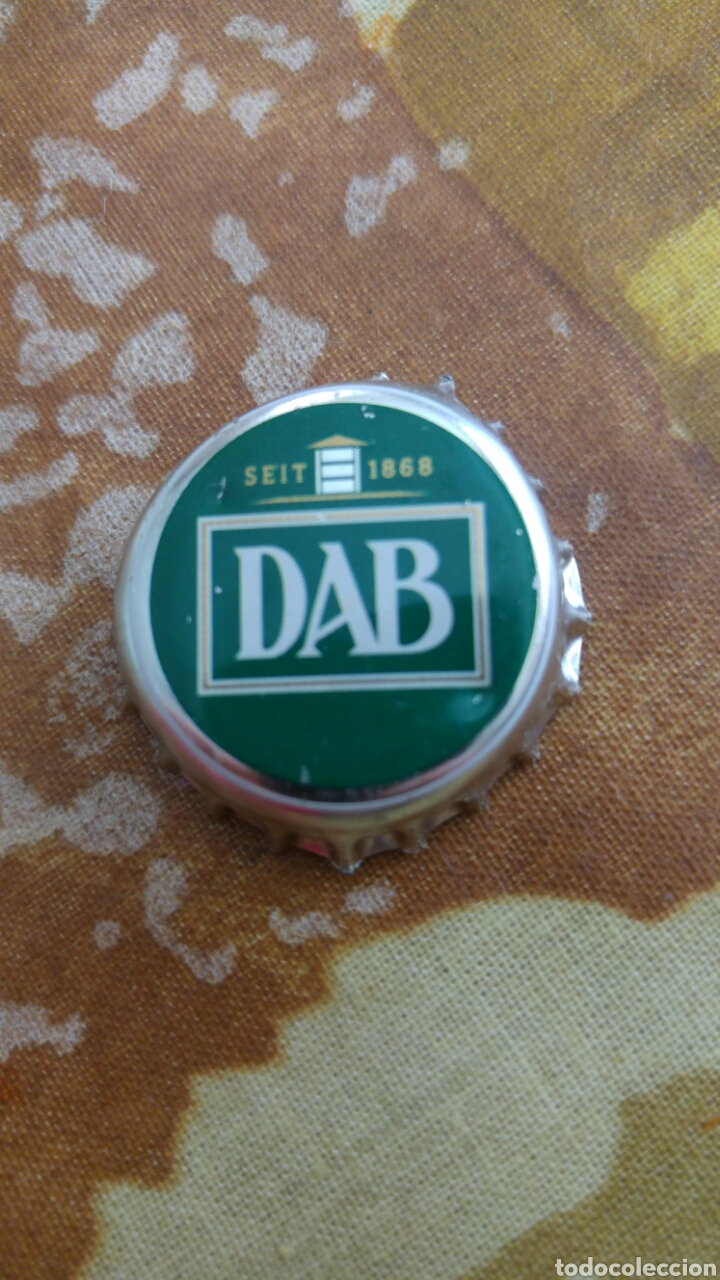 SEIT 1868
DAB
todocoleccion